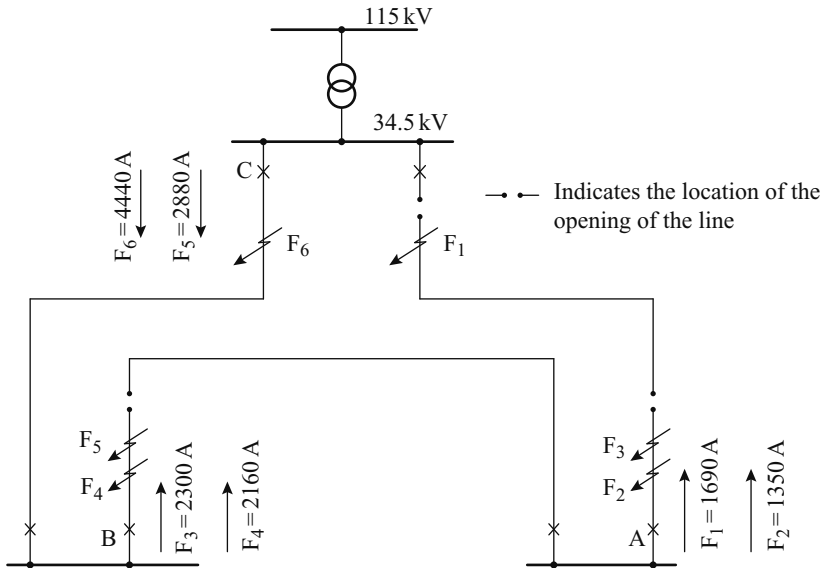 115 kV
34.5 kV
C
F₆ = 4440 A
F₅ = 2880 A
Indicates the location of the
opening of the line
F₆
F₁
F₅
F₄
F₃
F₂
B
F₃ = 2300 A
F₄ = 2160 A
A
F₁ = 1690 A
F₂ = 1350 A